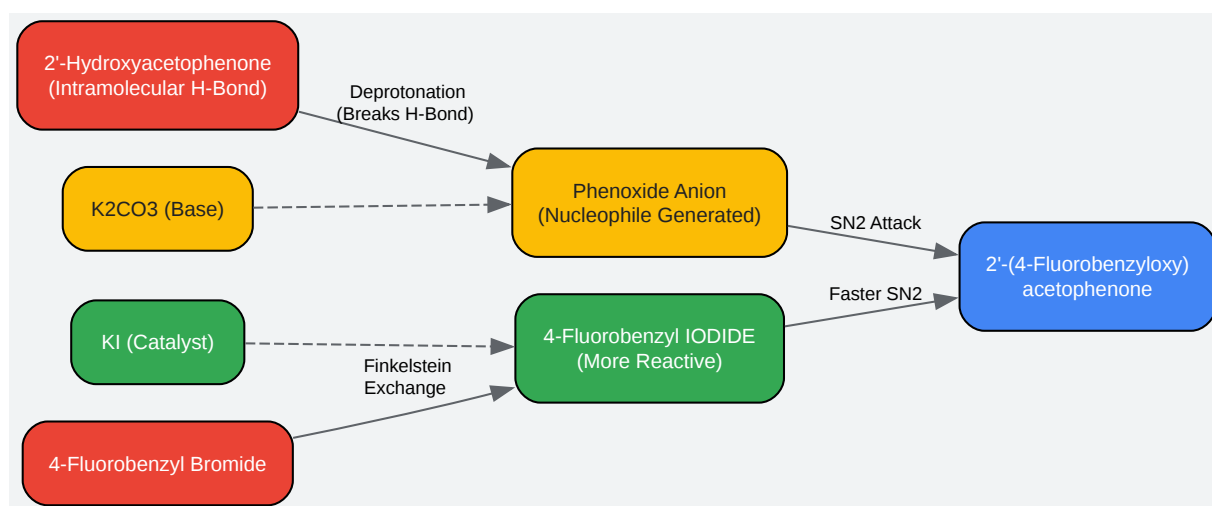 2'-Hydroxyacetophenone
(Intramolecular H-Bond)
Deprotonation
(Breaks H-Bond)
K2CO3 (Base)
Phenoxide Anion
(Nucleophile Generated)
SN2 Attack
2'-(4-Fluorobenzyloxy)
acetophenone
Faster SN2
KI (Catalyst)
4-Fluorobenzyl IODIDE
(More Reactive)
Finkelstein
Exchange
4-Fluorobenzyl Bromide